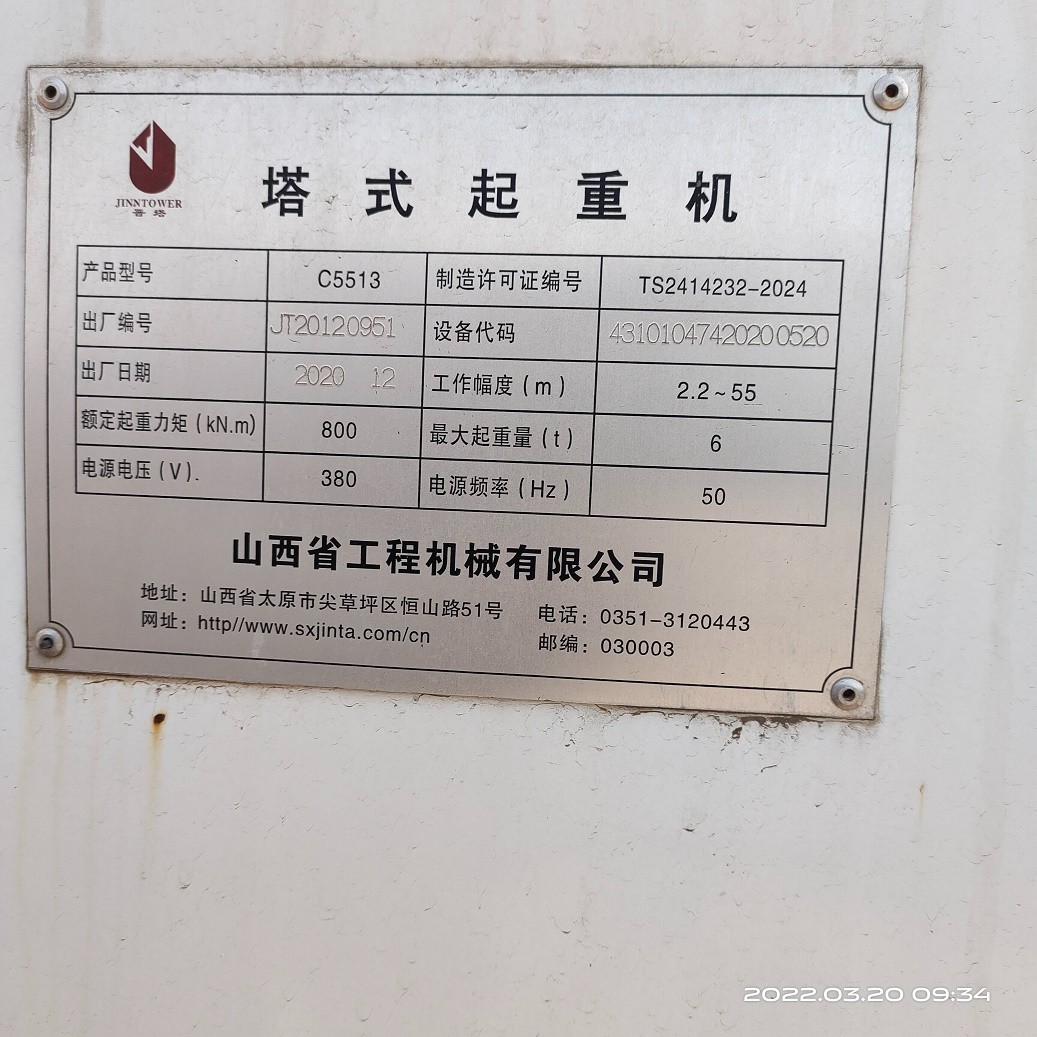 JINNTOWER
晋塔
塔式起重机
产品型号 C5513 制造许可证编号 TS2414232-2024
出厂编号 JT20120951 设备代码 43101047420200520
出厂日期 2020 12 工作幅度(m) 2.2~55
额定起重力矩(kN.m) 800 最大起重量(t) 6
电源电压(V). 380 电源频率(Hz) 50
山西省工程机械有限公司
地址：山西省太原市尖草坪区恒山路51号 电话：0351-3120443
网址：http//www.sxjinta.com/cn 邮编：030003
2022.03.20 09:34